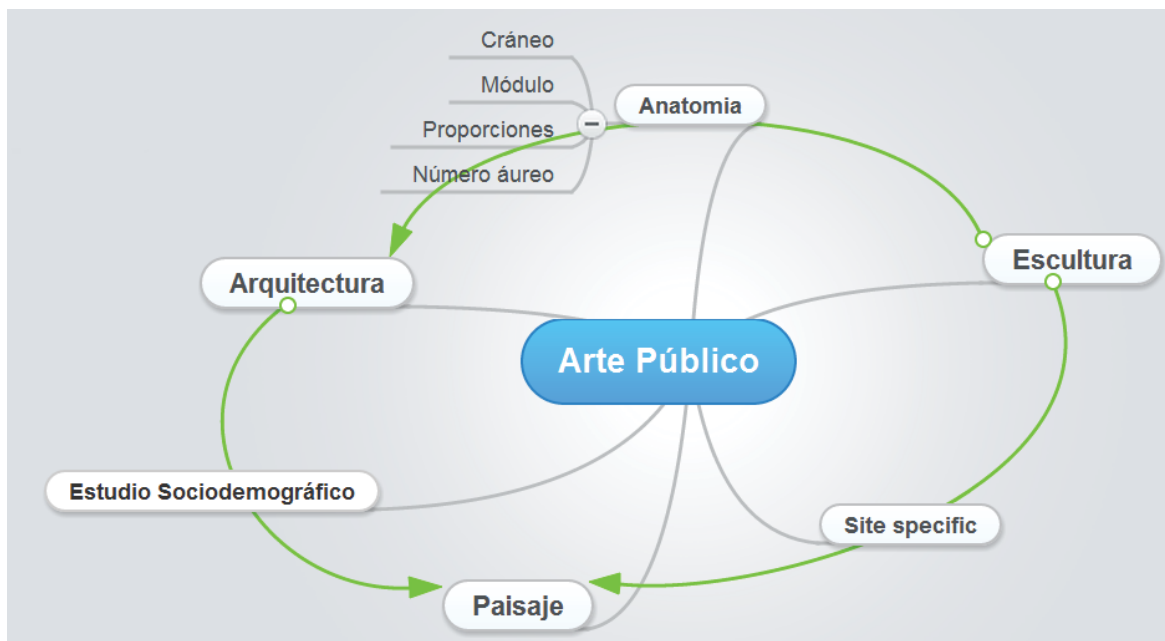 Cráneo
Módulo
Proporciones
Número áureo
Anatomia
Arquitectura
Escultura
Arte Público
Estudio Sociodemográfico
Site specific
Paisaje